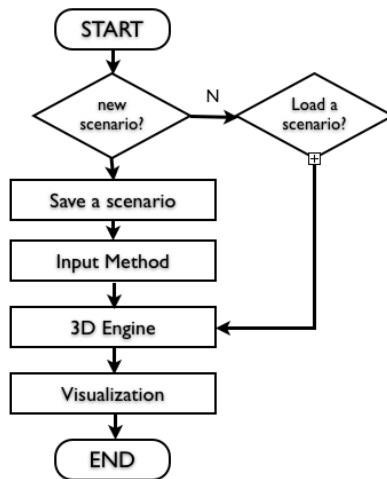 START
new
scenario?
N
Load a
scenario?
Save a scenario
Input Method
3D Engine
Visualization
END